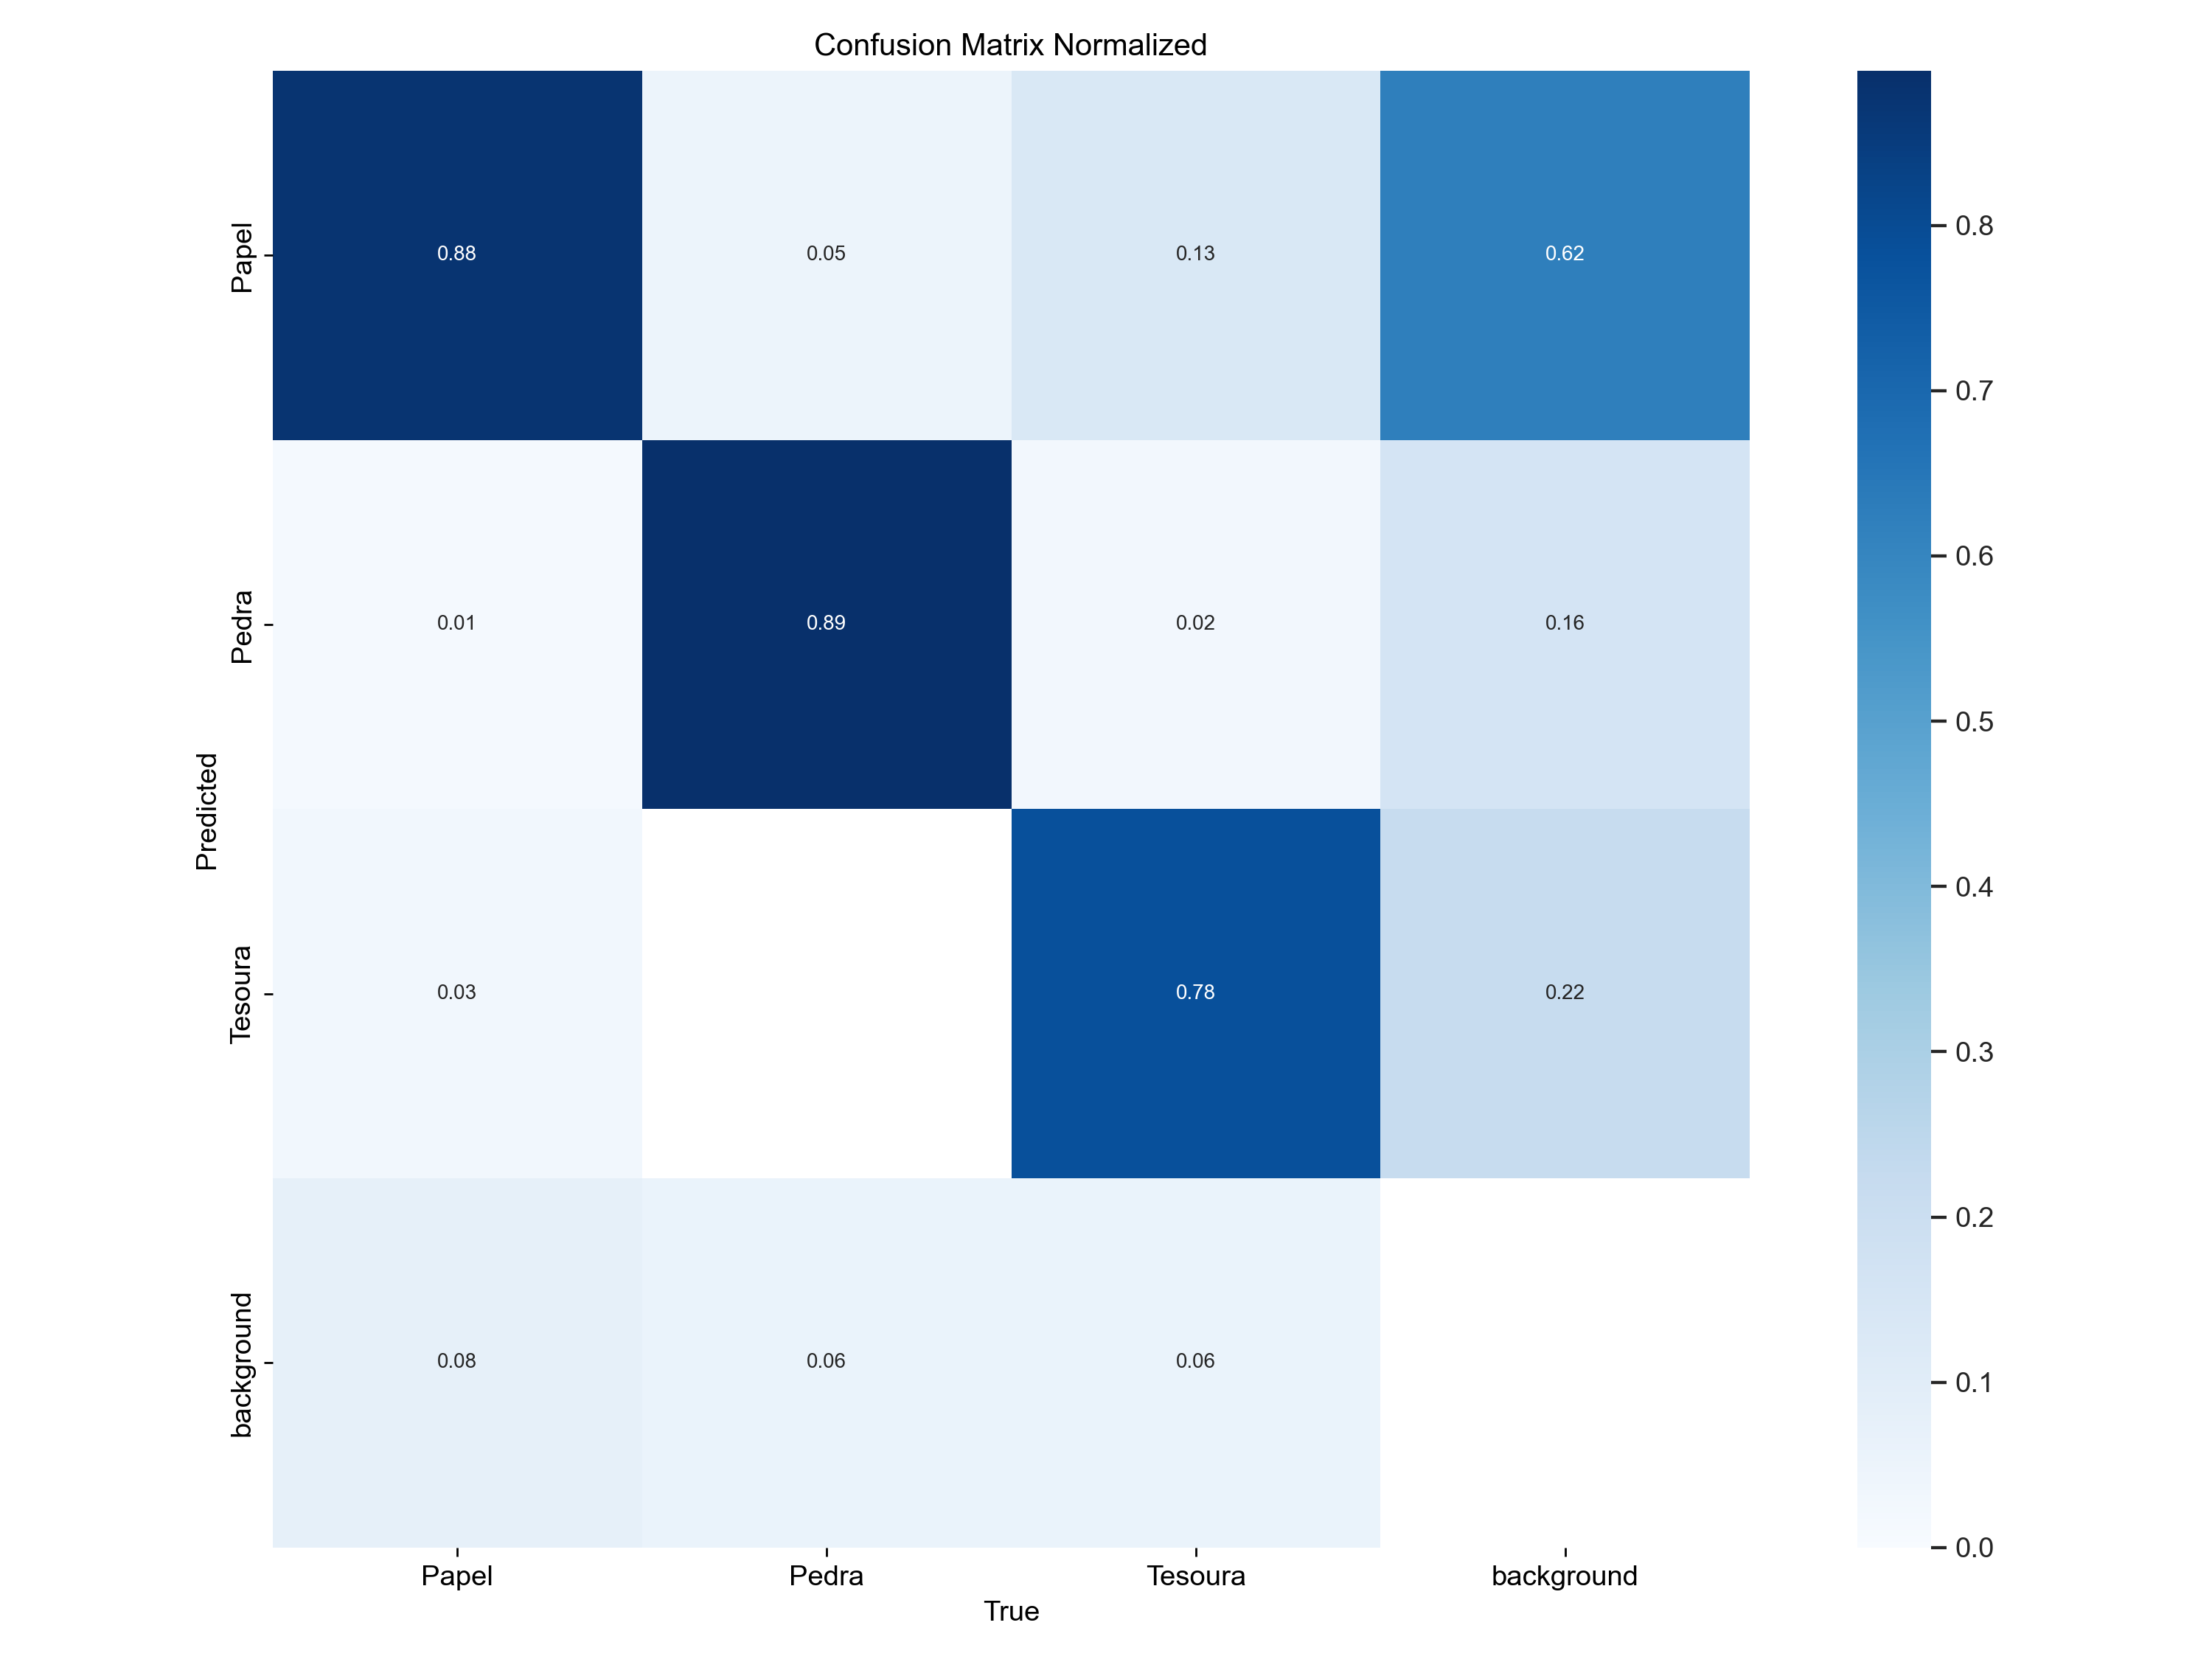 Confusion Matrix Normalized
Papel
0.88
0.05
0.13
0.62
Pedra
0.01
0.89
0.02
0.16
Tesoura
0.03
0.78
0.22
background
0.08
0.06
0.06
Predicted
Papel
Pedra
Tesoura
background
True
0.8
0.7
0.6
0.5
0.4
0.3
0.2
0.1
0.0